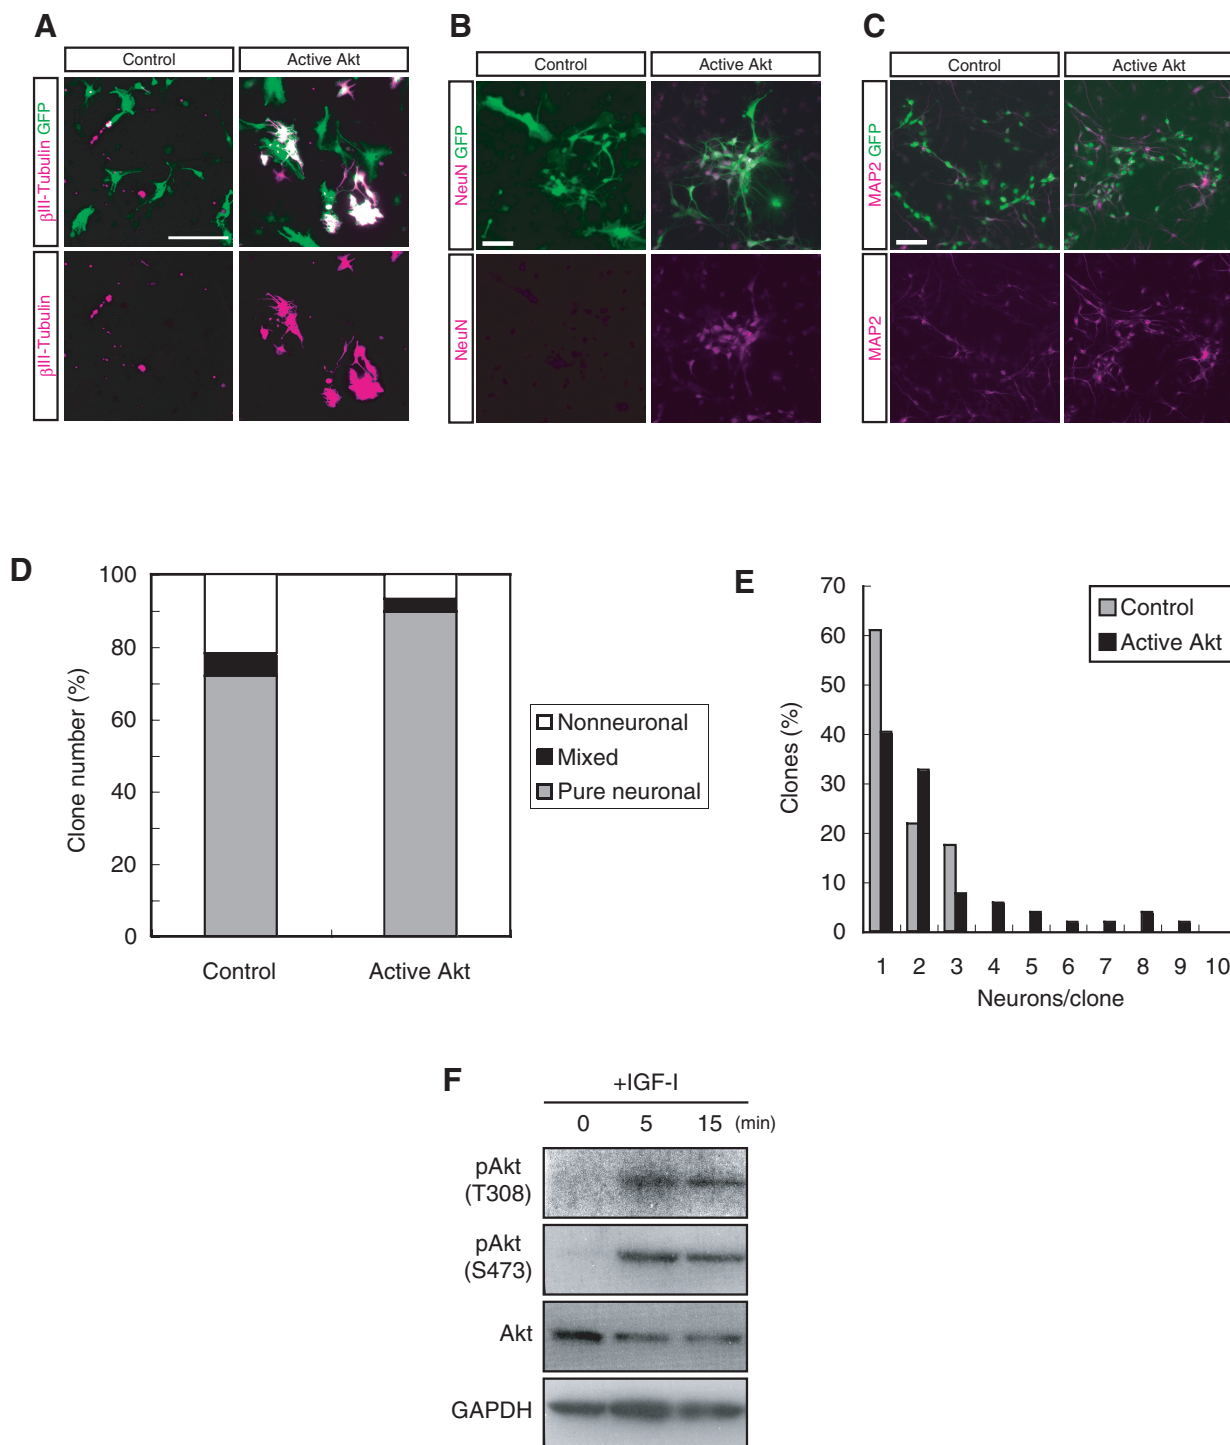 A
Control
Active Akt
βIII-Tubulin GFP
βIII-Tubulin
B
Control
Active Akt
NeuN GFP
NeuN
C
Control
Active Akt
MAP2 GFP
MAP2
D
100
80
60
40
20
0
Clone number (%)
Control
Active Akt
Nonneuronal
Mixed
Pure neuronal
E
70
60
50
40
30
20
10
0
Clones (%)
1 2 3 4 5 6 7 8 9 10
Neurons/clone
Control
Active Akt
F
+IGF-I
0 5 15 (min)
pAkt
(T308)
pAkt
(S473)
Akt
GAPDH